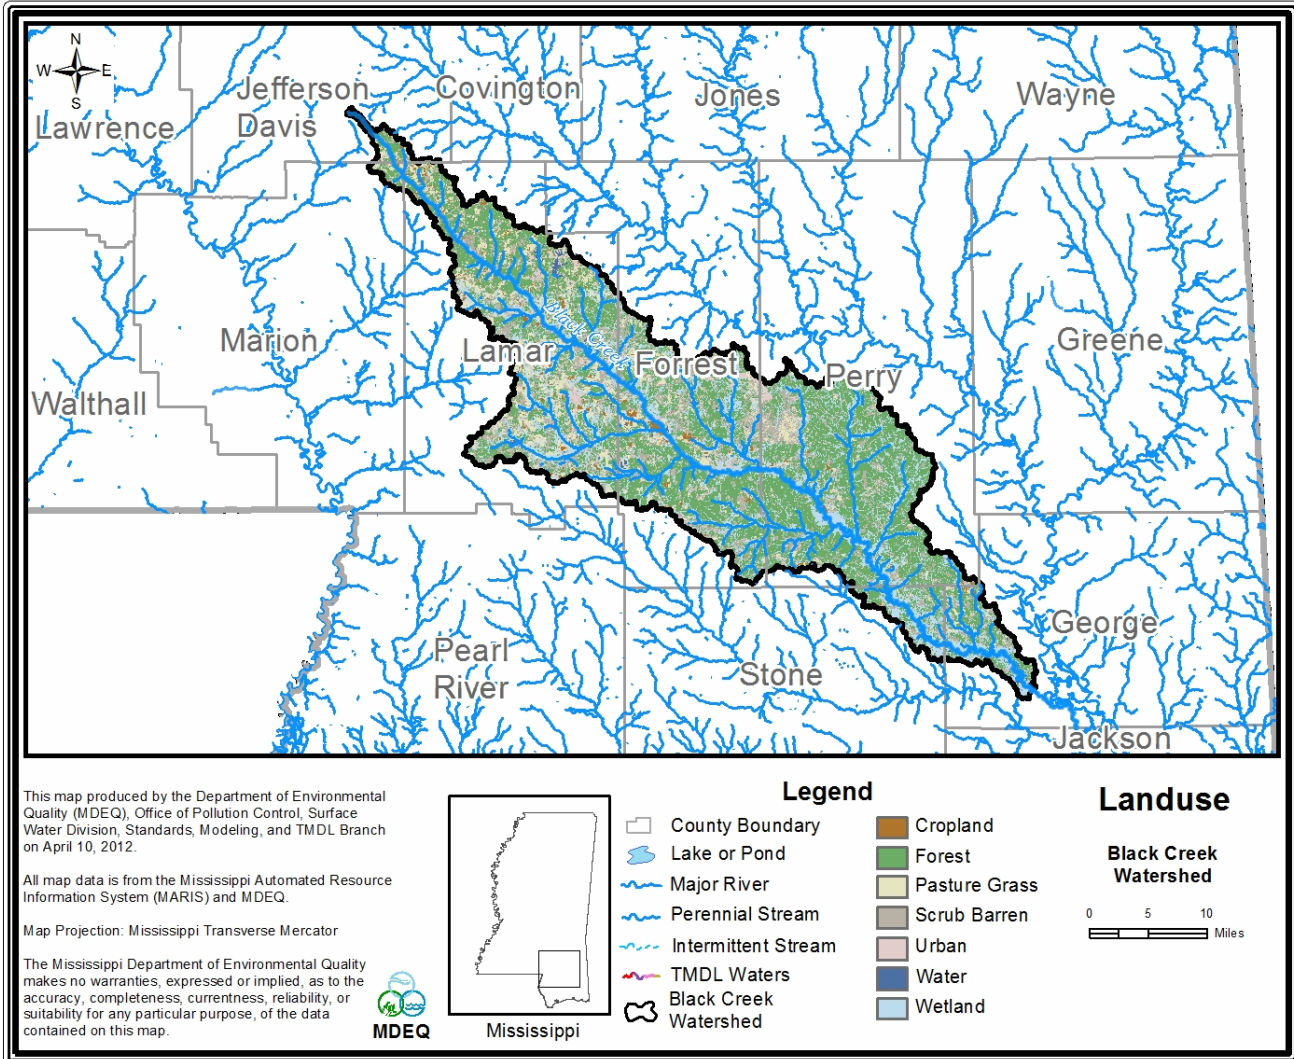 N
W E
S
Jefferson
Davis
Covington
Jones
Wayne
Lawrence
Marion
Lamar
Black Creek
Forrest
Perry
Greene
Walthall
Pearl
River
Stone
George
Jackson
This map produced by the Department of Environmental
Quality (MDEQ), Office of Pollution Control, Surface
Water Division, Standards, Modeling, and TMDL Branch
on April 10, 2012.
All map data is from the Mississippi Automated Resource
Information System (MARIS) and MDEQ.
Map Projection: Mississippi Transverse Mercator
The Mississippi Department of Environmental Quality
makes no warranties, expressed or implied, as to the
accuracy, completeness, currentness, reliability, or
suitability for any particular purpose, of the data
contained on this map.
MDEQ
Mississippi
Legend
County Boundary
Lake or Pond
Major River
Perennial Stream
Intermittent Stream
TMDL Waters
Black Creek
Watershed
Cropland
Forest
Pasture Grass
Scrub Barren
Urban
Water
Wetland
Landuse
Black Creek
Watershed
0 5 10
Miles